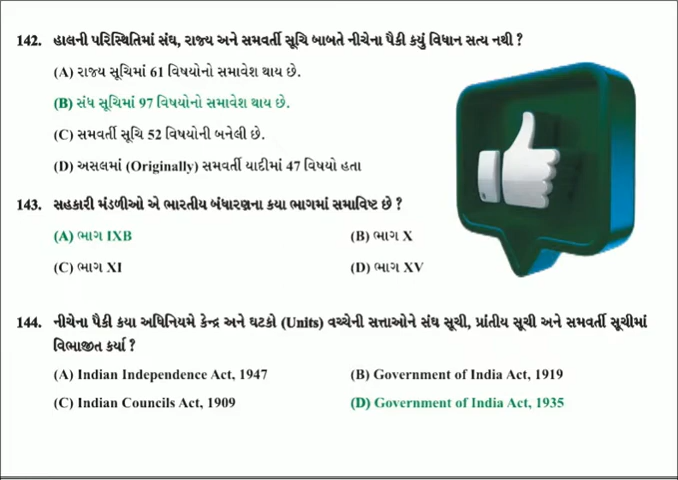 142. હાલની પરિસ્થિતિમાં સંઘ, રાજ્ય અને સમવર્તી સૂચિ બાબતે નીચેના પૈકી કયું વિધાન સત્ય નથી ?
(A) રાજ્ય સૂચિમાં 61 વિષયોનો સમાવેશ થાય છે.
(B) સંઘ સૂચિમાં 97 વિષયોનો સમાવેશ થાય છે.
(C) સમવર્તી સૂચિ 52 વિષયોની બનેલી છે.
(D) અસલમાં (Originally) સમવર્તી યાદીમાં 47 વિષયો હતા
143. સહકારી મંડળીઓ એ ભારતીય બંધારણના કયા ભાગમાં સમાવિષ્ટ છે ?
(A) ભાગ IXB (B) ભાગ X
(C) ભાગ XI (D) ભાગ XV
144. નીચેના પૈકી કયા અધિનિયમે કેન્દ્ર અને ઘટકો (Units) વચ્ચેની સત્તાઓને સંઘ સૂચી, પ્રાંતીય સૂચી અને સમવર્તી સૂચીમાં
વિભાજીત કર્યા ?
(A) Indian Independence Act, 1947 (B) Government of India Act, 1919
(C) Indian Councils Act, 1909 (D) Government of India Act, 1935